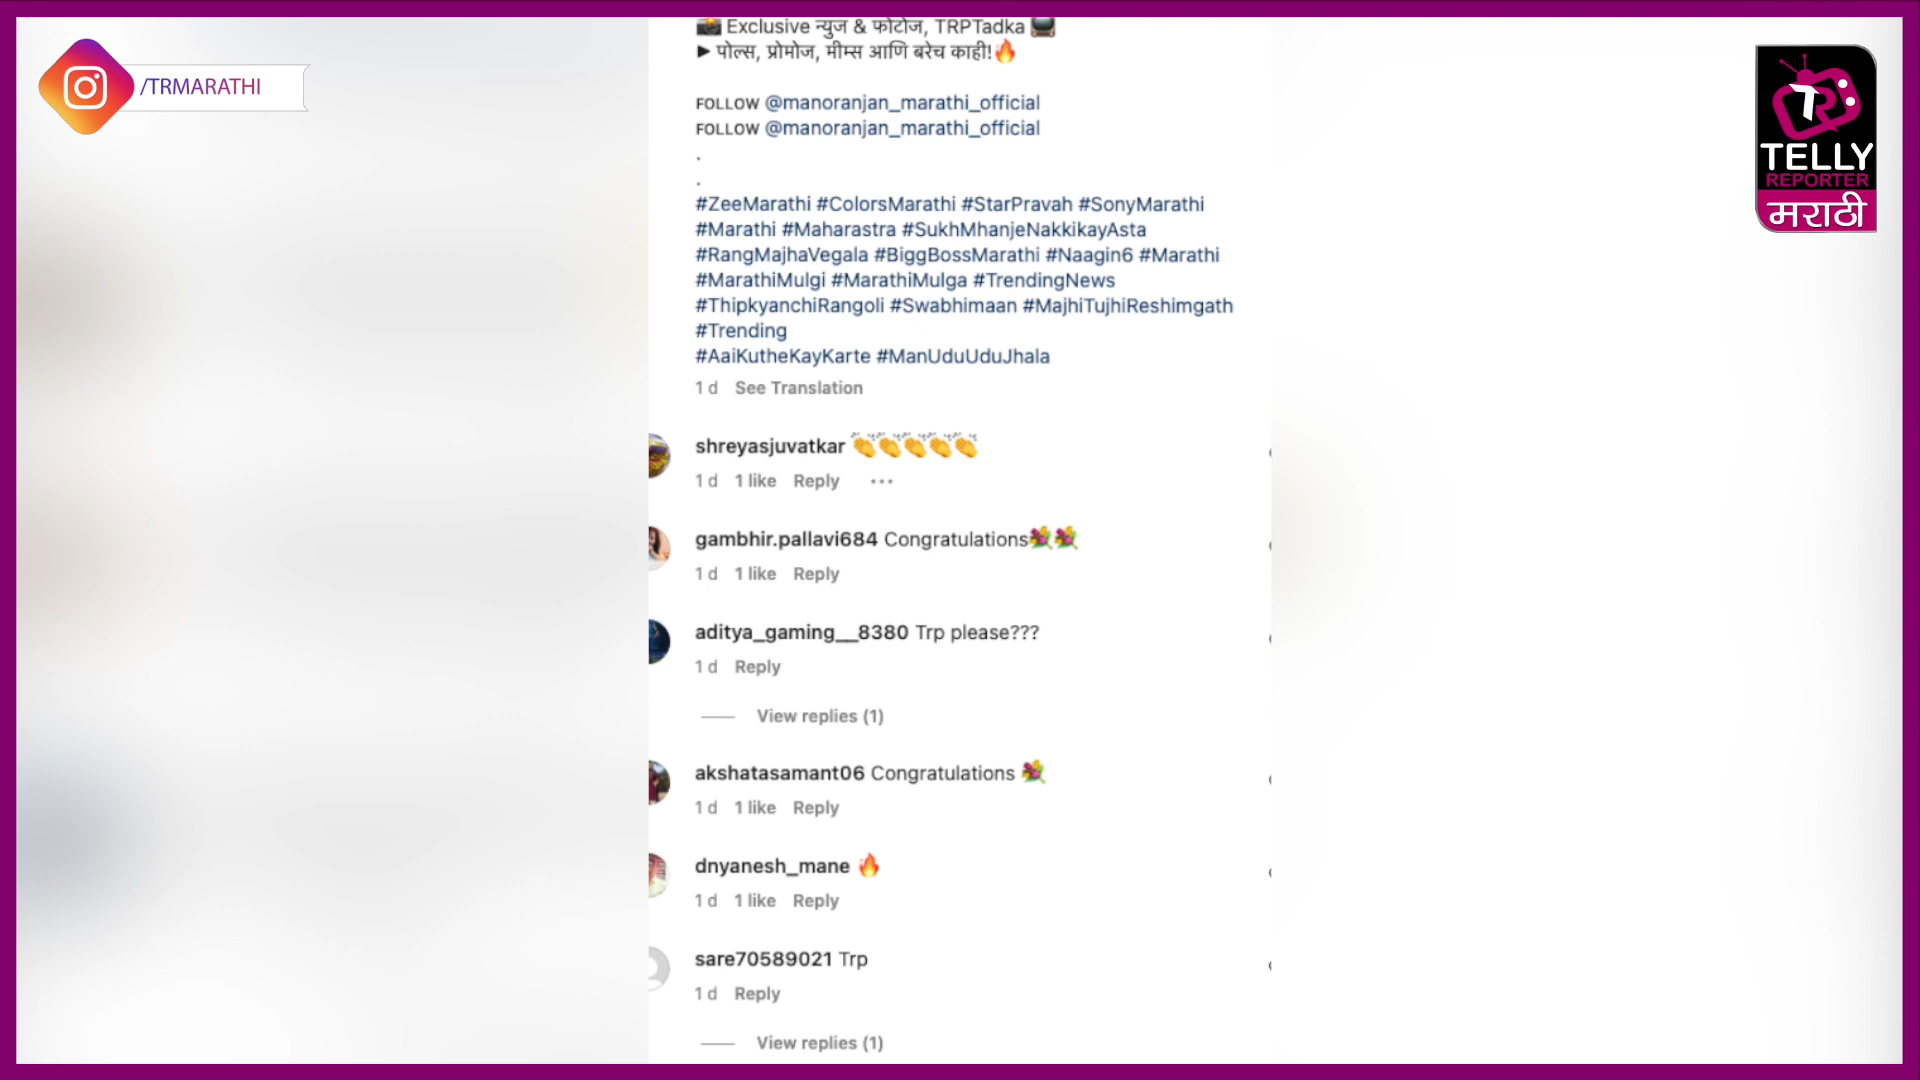 /TRMARATHI
TELLY
REPORTER
मराठी
📸 Exclusive न्युज & फोटोज, TRPTadka 📺
▶ पोल्स, प्रोमोज, मीम्स आणि बरेच काही!🔥
ꜰᴏʟʟᴏᴡ @manoranjan_marathi_official
ꜰᴏʟʟᴏᴡ @manoranjan_marathi_official
.
.
#ZeeMarathi #ColorsMarathi #StarPravah #SonyMarathi
#Marathi #Maharastra #SukhMhanjeNakkikayAsta
#RangMajhaVegala #BiggBossMarathi #Naagin6 #Marathi
#MarathiMulgi #MarathiMulga #TrendingNews
#ThipkyanchiRangoli #Swabhimaan #MajhiTujhiReshimgath
#Trending
#AaiKutheKayKarte #ManUduUduJhala
1 d See Translation
shreyasjuvatkar 👏👏👏👏👏
1 d 1 like Reply •••
gambhir.pallavi684 Congratulations💐💐
1 d 1 like Reply
aditya_gaming__8380 Trp please???
1 d Reply
View replies (1)
akshatasamant06 Congratulations 💐
1 d 1 like Reply
dnyanesh_mane 🔥
1 d 1 like Reply
sare70589021 Trp
1 d Reply
View replies (1)